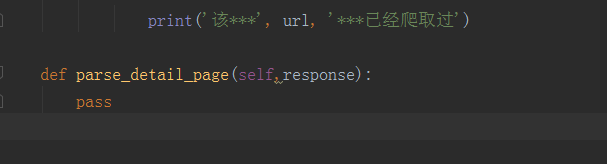 print('该***', url, '***已经爬取过')
def parse_detail_page(self,response):
pass